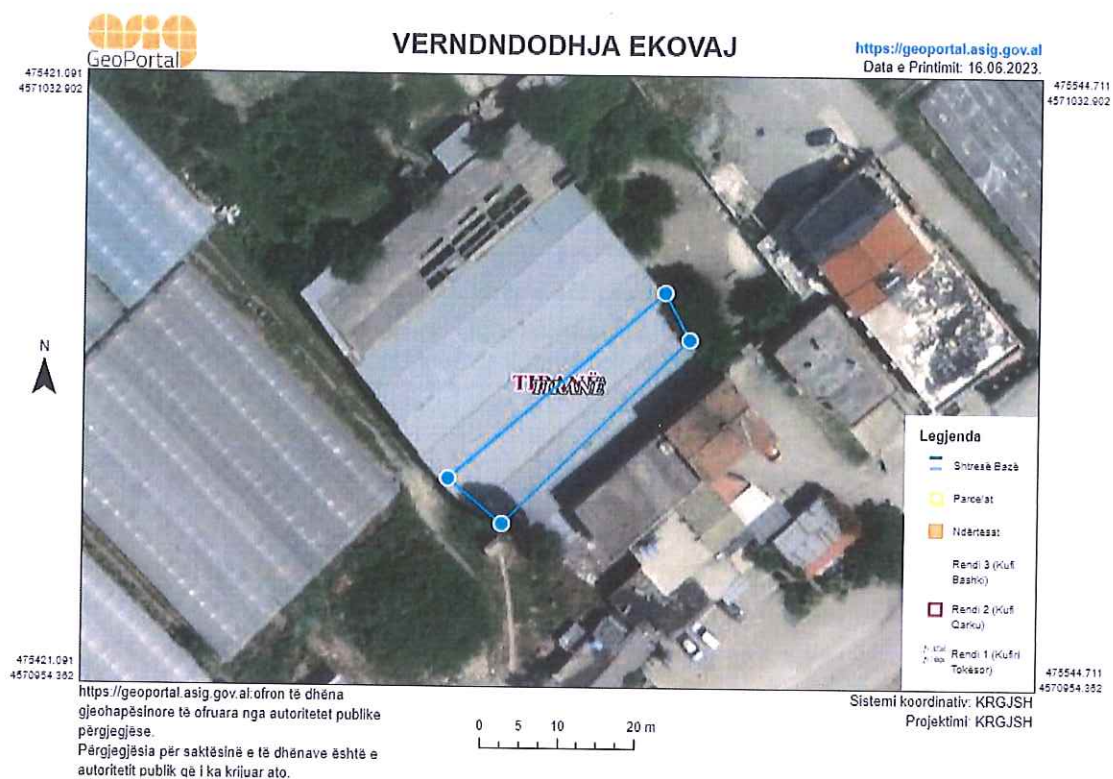 asig
GeoPortal
VERNDNDODHJA EKOVAJ
https://geoportal.asig.gov.al
Data e Printimit: 16.06.2023.
475421.091
4571032.902
475544.711
4571032.902
N
TIRANË
TIRANË
Legjenda
Shtresë Bazë
Parcelat
Ndërtesat
Rendi 3 (Kufi
Bashki)
Rendi 2 (Kufi
Qarku)
Rendi 1 (Kufiri
Tokësor)
475421.091
4570954.362
475544.711
4570954.362
https://geoportal.asig.gov.al:ofron të dhëna
gjeohapësinore të ofruara nga autoritetet publike
përgjegjëse.
Përgjegjësia për saktësinë e të dhënave është e
autoritetit publik që i ka krijuar ato.
0 5 10 20 m
Sistemi koordinativ: KRGJSH
Projektimi: KRGJSH